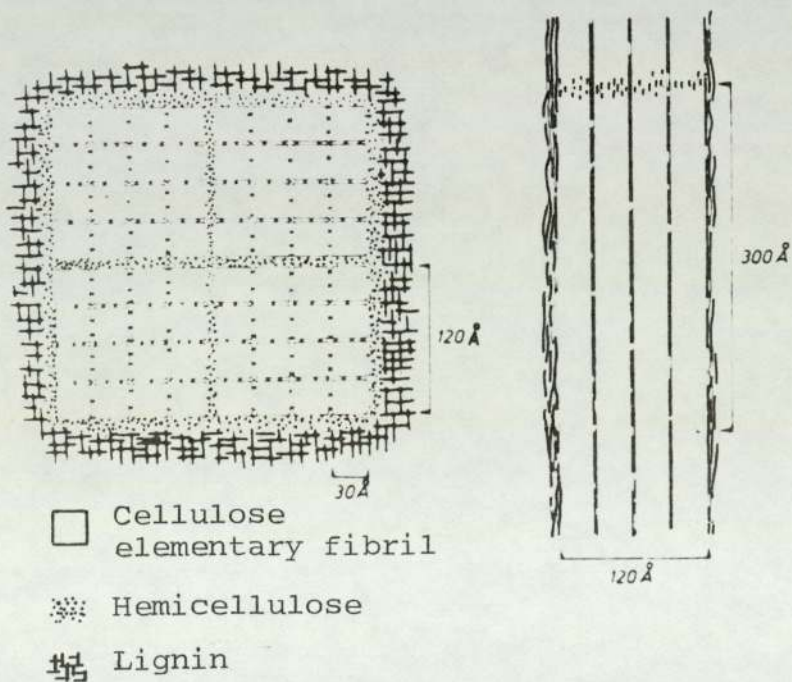 120 Å
30 Å
300 Å
120 Å
Cellulose
elementary fibril
Hemicellulose
Lignin